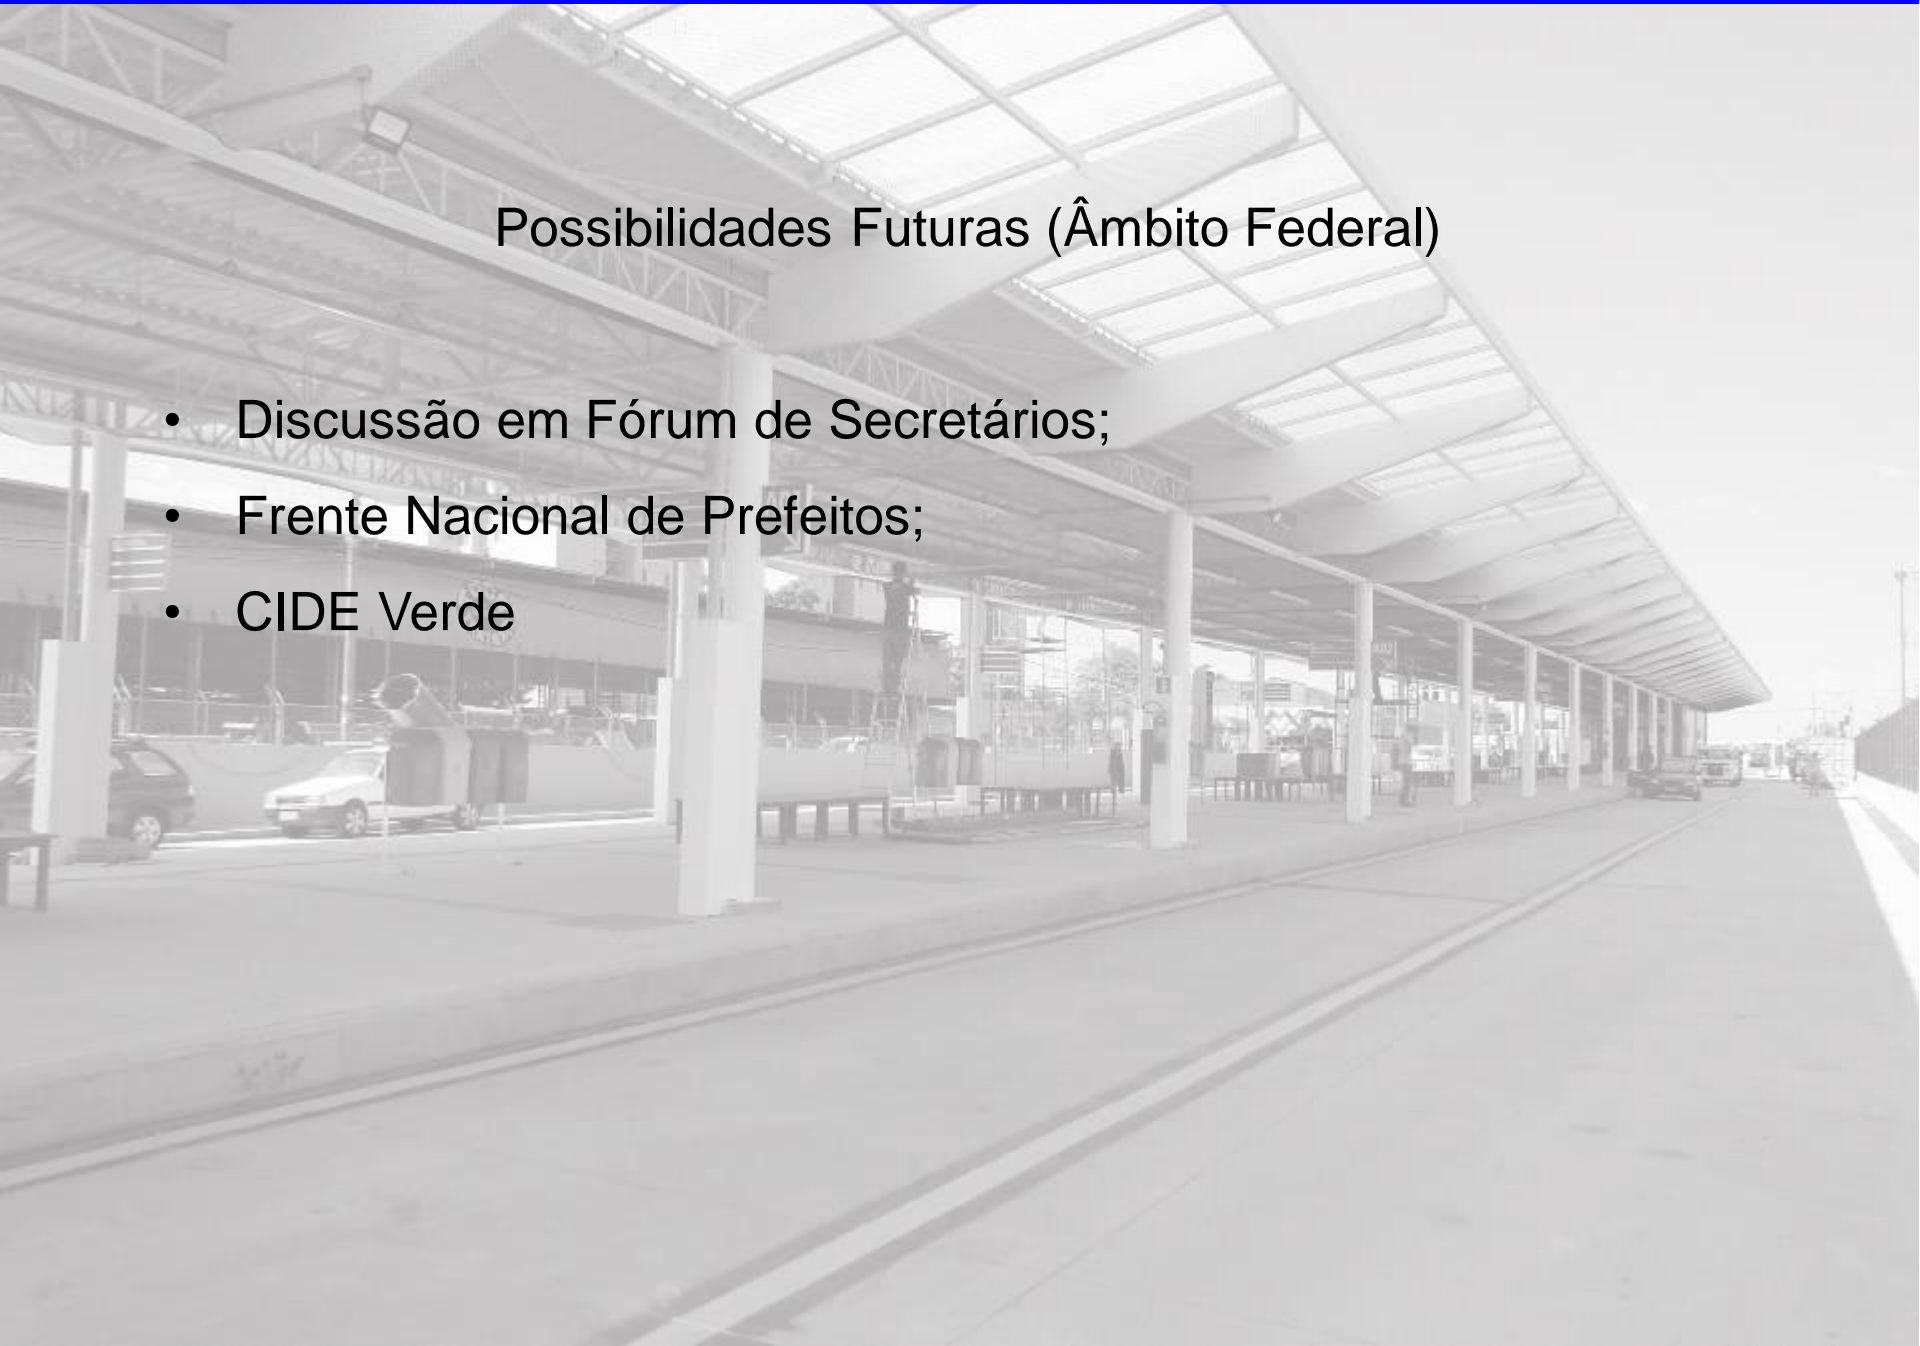 Possibilidades Futuras (Âmbito Federal)
• Discussão em Fórum de Secretários;
• Frente Nacional de Prefeitos;
• CIDE Verde